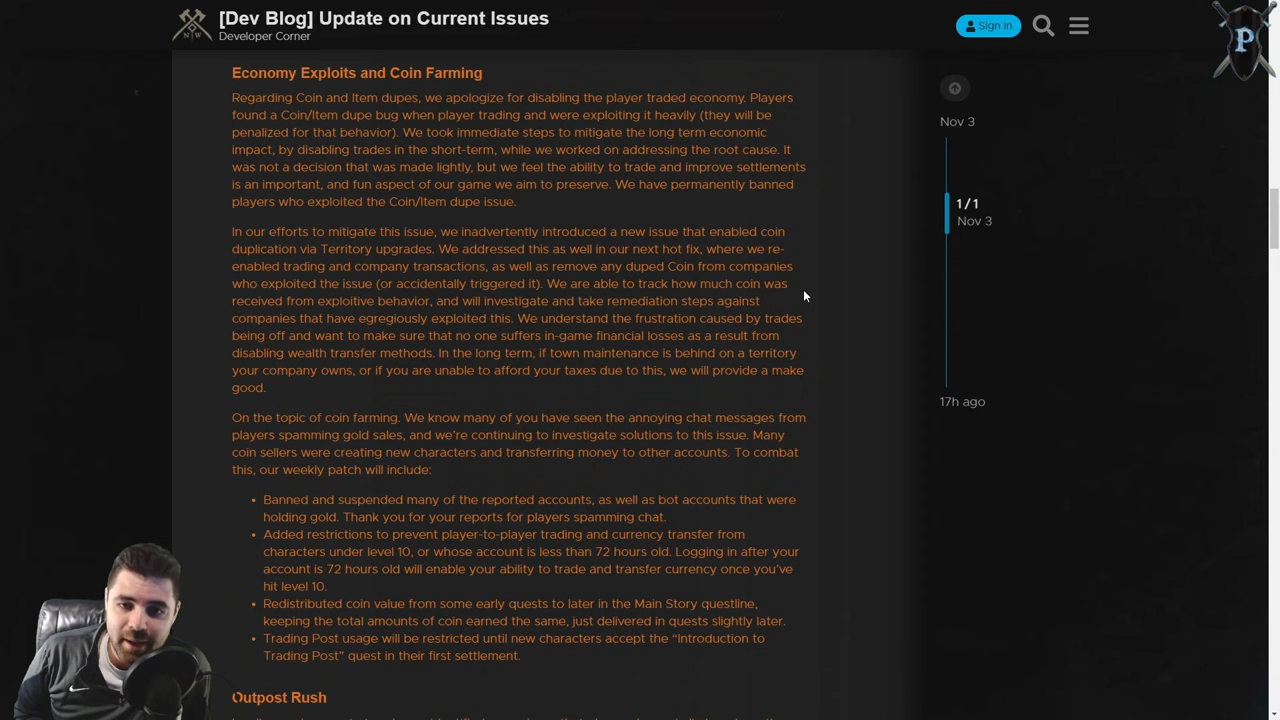 [Dev Blog] Update on Current Issues
Developer Corner
N W
Sign in
P
Economy Exploits and Coin Farming
Regarding Coin and Item dupes, we apologize for disabling the player traded economy. Players
found a Coin/Item dupe bug when player trading and were exploiting it heavily (they will be
penalized for that behavior). We took immediate steps to mitigate the long term economic
impact, by disabling trades in the short-term, while we worked on addressing the root cause. It
was not a decision that was made lightly, but we feel the ability to trade and improve settlements
is an important, and fun aspect of our game we aim to preserve. We have permanently banned
players who exploited the Coin/Item dupe issue.
In our efforts to mitigate this issue, we inadvertently introduced a new issue that enabled coin
duplication via Territory upgrades. We addressed this as well in our next hot fix, where we re-
enabled trading and company transactions, as well as remove any duped Coin from companies
who exploited the issue (or accidentally triggered it). We are able to track how much coin was
received from exploitive behavior, and will investigate and take remediation steps against
companies that have egregiously exploited this. We understand the frustration caused by trades
being off and want to make sure that no one suffers in-game financial losses as a result from
disabling wealth transfer methods. In the long term, if town maintenance is behind on a territory
your company owns, or if you are unable to afford your taxes due to this, we will provide a make
good.
On the topic of coin farming. We know many of you have seen the annoying chat messages from
players spamming gold sales, and we're continuing to investigate solutions to this issue. Many
coin sellers were creating new characters and transferring money to other accounts. To combat
this, our weekly patch will include:
• Banned and suspended many of the reported accounts, as well as bot accounts that were
holding gold. Thank you for your reports for players spamming chat.
• Added restrictions to prevent player-to-player trading and currency transfer from
characters under level 10, or whose account is less than 72 hours old. Logging in after your
account is 72 hours old will enable your ability to trade and transfer currency once you've
hit level 10.
• Redistributed coin value from some early quests to later in the Main Story questline,
keeping the total amounts of coin earned the same, just delivered in quests slightly later.
• Trading Post usage will be restricted until new characters accept the "Introduction to
Trading Post" quest in their first settlement.
Outpost Rush
Nov 3
1 / 1
Nov 3
17h ago